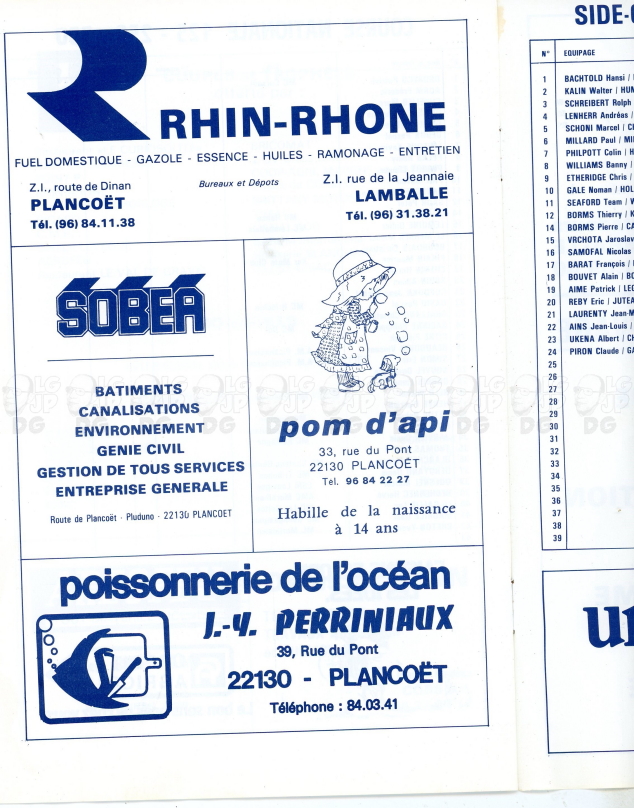 RHIN-RHONE
FUEL DOMESTIQUE - GAZOLE - ESSENCE - HUILES - RAMONAGE - ENTRETIEN
Z.I., route de Dinan
PLANCOËT
Tél. (96) 84.11.38
Bureaux et Dépots
Z.I. rue de la Jeannaie
LAMBALLE
Tél. (96) 31.38.21
SOBEA
BATIMENTS
CANALISATIONS
ENVIRONNEMENT
GENIE CIVIL
GESTION DE TOUS SERVICES
ENTREPRISE GENERALE
Route de Plancoët - Pluduno - 22130 PLANCOET
pom d'api
33, rue du Pont
22130 PLANCOËT
Tél. 96 84 22 27
Habille de la naissance
à 14 ans
poissonnerie de l'océan
J.-Y. PERRINIAUX
39, Rue du Pont
22130 - PLANCOËT
Téléphone : 84.03.41
SIDE-
N° EQUIPAGE
1 BACHTOLD Hansi /
2 KALIN Walter / HUN
3 SCHREIBERT Rolph
4 LENHERR Andréas /
5 SCHONI Marcel / C
6 MILLARD Paul / MI
7 PHILPOTT Colin / H
8 WILLIAMS Banny /
9 ETHERIDGE Chris /
10 GALE Noman / HOL
11 SEAFORD Team / W
12 BORMS Thierry / K
14 BORMS Pierre / CA
15 VRCHOTA Jaroslav
16 SAMOFAL Nicolas
17 BARAT François /
18 BOUVET Alain / BO
19 AIME Patrick / LEC
20 REBY Eric / JUTEA
21 LAURENTY Jean-M
22 AINS Jean-Louis /
23 UKENA Albert / CH
24 PIRON Claude / GA
25
26
27
28
29
30
31
32
33
34
35
36
37
38
39
LG
JP
DG